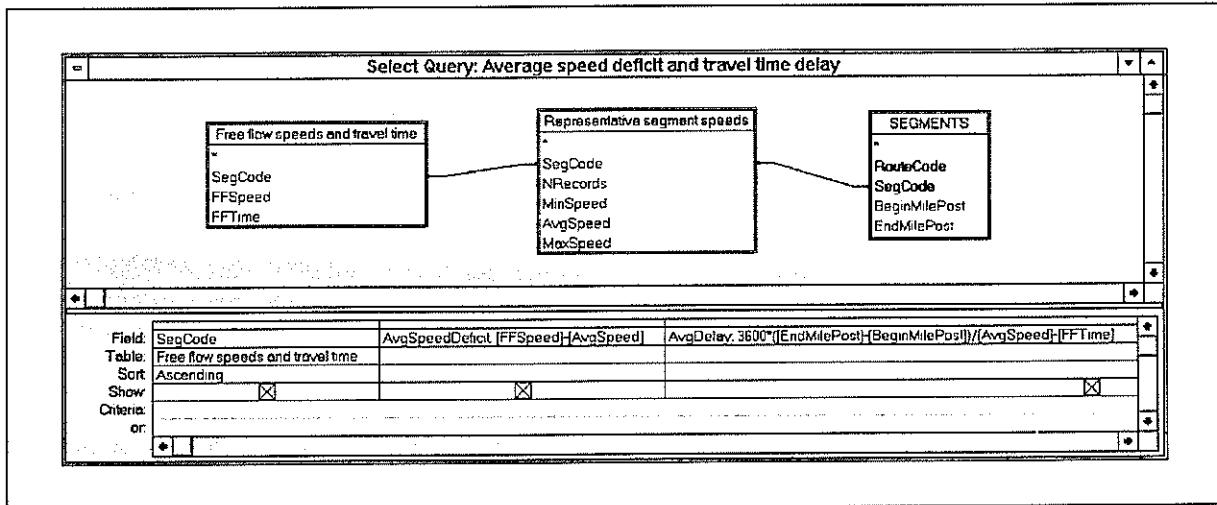 Select Query: Average speed deficit and travel time delay
Free flow speeds and travel time
*
SegCode
FFSpeed
FFTime
Representative segment speeds
*
SegCode
NRecords
MinSpeed
AvgSpeed
MaxSpeed
SEGMENTS
*
RouteCode
SegCode
BeginMilePost
EndMilePost
Field: SegCode AvgSpeedDeficit: [FFSpeed]-[AvgSpeed] AvgDelay: 3600*([EndMilePost]-[BeginMilePost])/[AvgSpeed]-[FFTime]
Table: Free flow speeds and travel time
Sort: Ascending
Show:
Criteria:
or: